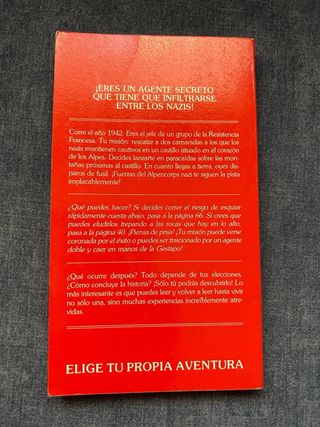 ¡ERES UN AGENTE SECRETO
QUE TIENE QUE INFILTRARSE
ENTRE LOS NAZIS!
Corre el año 1942. Eres el jefe de un grupo de la Resistencia
Francesa. Tu misión: rescatar a dos camaradas a los que los
nazis mantienen cautivos en un castillo situado en el corazón
de los Alpes. Decides lanzarte en paracaídas sobre las mon-
tañas próximas al castillo. En cuanto llegas a tierra, oyes dis-
paros de fusil. ¡Fuerzas del Alpencorps nazi te siguen la pista
implacablemente!
¿Qué puedes hacer? Si decides correr el riesgo de esquiar
rápidamente cuesta abajo, pasa a la página 66. Si crees que
puedes eludirlos trepando a las rocas que hay en lo alto,
pasa a la página 40. ¡Piensa de prisa! ¡Tu misión puede verse
coronada por el éxito o puedes ser traicionado por un agente
doble y caer en manos de la Gestapo!
¿Qué ocurre después? Todo depende de tus elecciones.
¿Cómo concluye la historia? ¡Sólo tú podrás descubrirlo! Lo
más interesante es que puedes leer y volver a leer hasta vivir
no sólo una, sino muchas experiencias increíblemente atre-
vidas.
ELIGE TU PROPIA AVENTURA